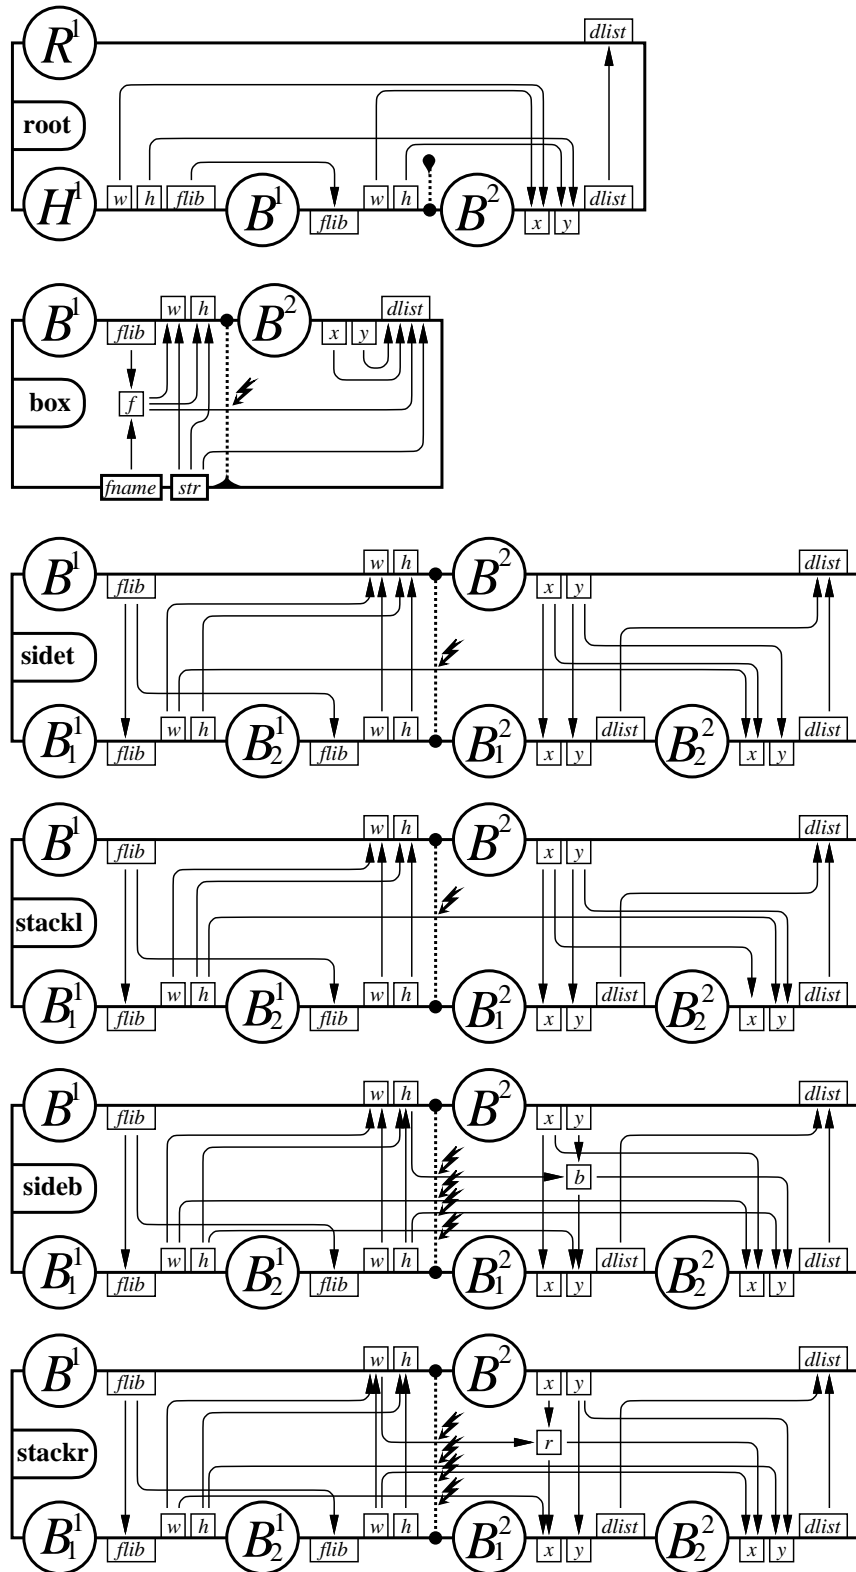 R¹ dlist
root
H¹ w h flib B¹ flib w h B² x y dlist
B¹ flib w h B² x y dlist
box f
fname str
B¹ flib w h B² x y dlist
sidet
B¹₁ flib w h B¹₂ flib w h B²₁ x y dlist B²₂ x y dlist
B¹ flib w h B² x y dlist
stackl
B¹₁ flib w h B¹₂ flib w h B²₁ x y dlist B²₂ x y dlist
B¹ flib w h B² x y dlist
sideb b
B¹₁ flib w h B¹₂ flib w h B²₁ x y dlist B²₂ x y dlist
B¹ flib w h B² x y dlist
stackr r
B¹₁ flib w h B¹₂ flib w h B²₁ x y dlist B²₂ x y dlist